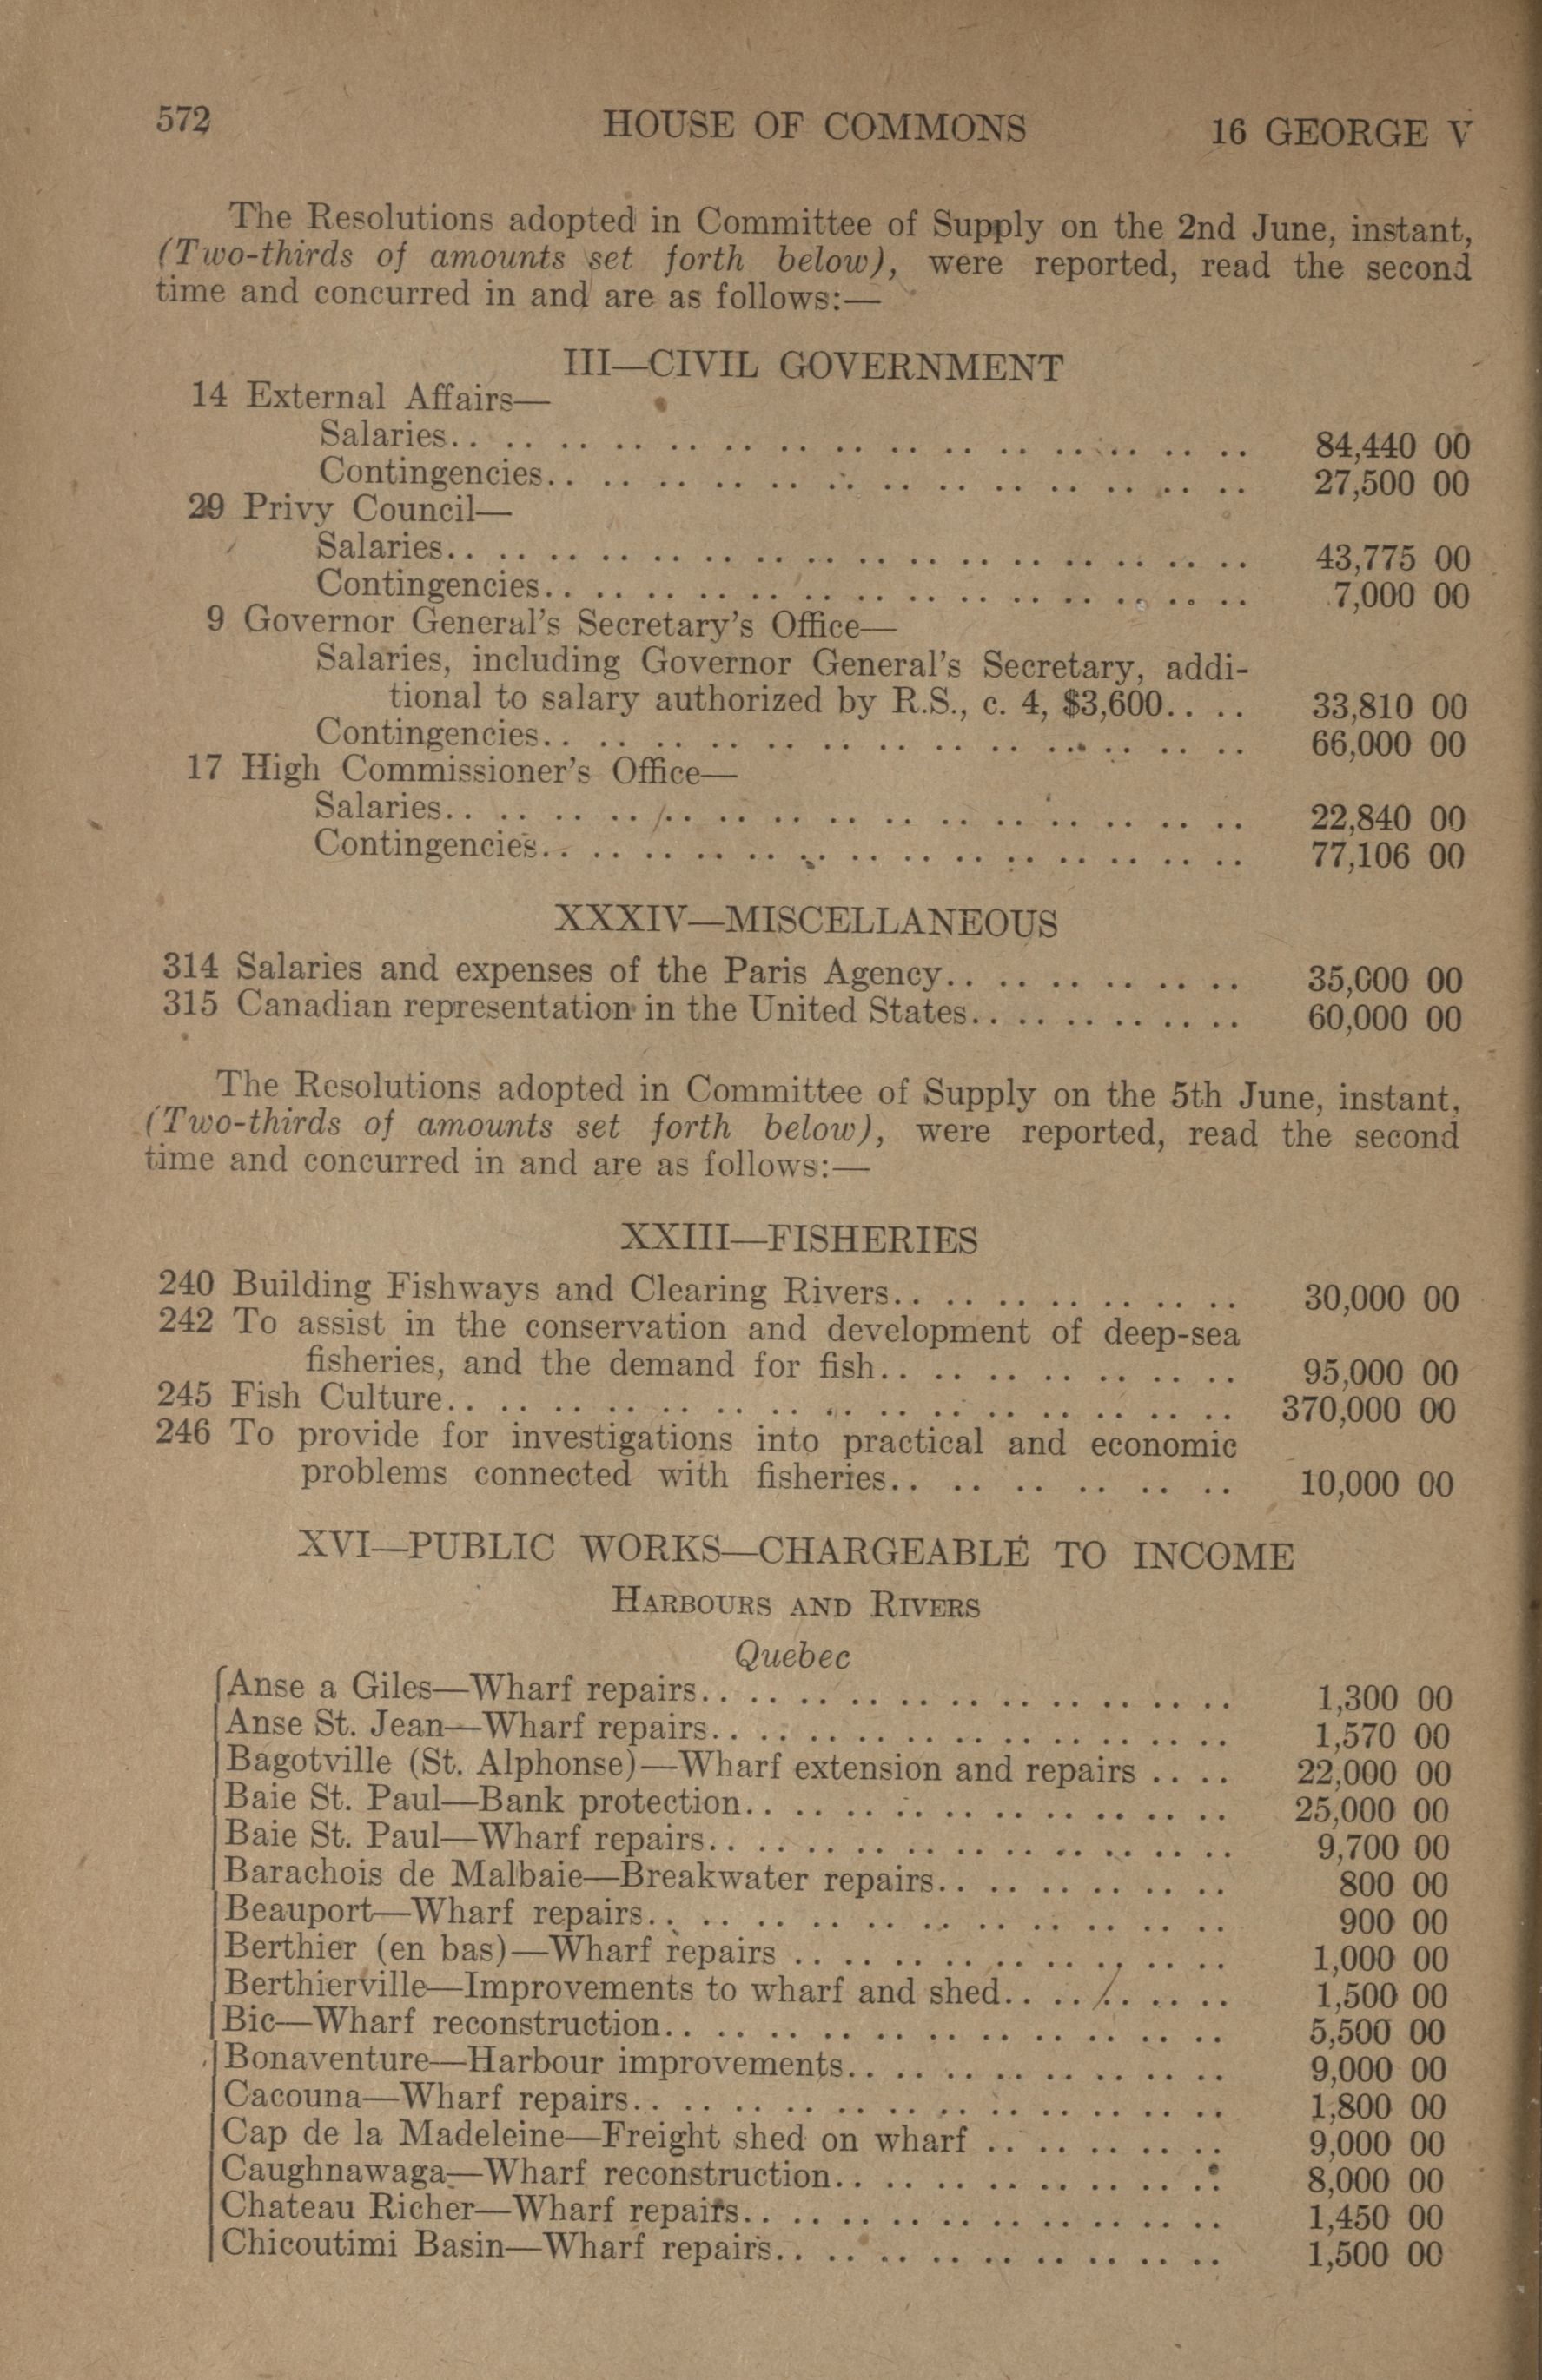 572 HOUSE OF COMMONS 16 GEORGE V
The Resolutions adopted in Committee of Supply on the 2nd June, instant,
(Two-thirds of amounts set forth below), were reported, read the second
time and concurred in and are as follows:—
III—CIVIL GOVERNMENT
14 External Affairs—
Salaries.. .. .. .. .. .. .. .. .. .. .. .. .. .. .. 84,440 00
Contingencies.. .. .. .. .. .. .. .. .. .. .. .. .. 27,500 00
29 Privy Council—
Salaries.. .. .. .. .. .. .. .. .. .. .. .. .. .. .. .. 43,775 00
Contingencies.. .. .. .. .. .. .. .. .. .. .. .. .. .. 7,000 00
9 Governor General's Secretary's Office—
Salaries, including Governor General's Secretary, addi-
tional to salary authorized by R.S., c. 4, $3,600.. .. 33,810 00
Contingencies.. .. .. .. .. .. .. .. .. .. .. .. .. 66,000 00
17 High Commissioner's Office—
Salaries.. .. .. .. .. .. .. .. .. .. .. .. .. .. .. 22,840 00
Contingencies.. .. .. .. .. .. .. .. .. .. .. .. .. .. 77,106 00
XXXIV—MISCELLANEOUS
314 Salaries and expenses of the Paris Agency.. .. .. .. .. .. 35,000 00
315 Canadian representation in the United States.. .. .. .. .. .. 60,000 00
The Resolutions adopted in Committee of Supply on the 5th June, instant,
(Two-thirds of amounts set forth below), were reported, read the second
time and concurred in and are as follows:—
XXIII—FISHERIES
240 Building Fishways and Clearing Rivers.. .. .. .. .. .. .. 30,000 00
242 To assist in the conservation and development of deep-sea
fisheries, and the demand for fish.. .. .. .. .. .. .. 95,000 00
245 Fish Culture.. .. .. .. .. .. .. .. .. .. .. .. .. .. .. 370,000 00
246 To provide for investigations into practical and economic
problems connected with fisheries.. .. .. .. .. .. 10,000 00
XVI—PUBLIC WORKS—CHARGEABLE TO INCOME
HARBOURS AND RIVERS
Quebec
Anse a Giles—Wharf repairs.. .. .. .. .. .. .. .. .. .. .. 1,300 00
Anse St. Jean—Wharf repairs.. .. .. .. .. .. .. .. .. .. .. 1,570 00
Bagotville (St. Alphonse)—Wharf extension and repairs .. .. 22,000 00
Baie St. Paul—Bank protection.. .. .. .. .. .. .. .. .. .. 25,000 00
Baie St. Paul—Wharf repairs.. .. .. .. .. .. .. .. .. .. .. 9,700 00
Barachois de Malbaie—Breakwater repairs.. .. .. .. .. .. 800 00
Beauport—Wharf repairs.. .. .. .. .. .. .. .. .. .. .. 900 00
Berthier (en bas)—Wharf repairs .. .. .. .. .. .. .. .. .. 1,000 00
Berthierville—Improvements to wharf and shed.. .. .. .. .. 1,500 00
Bic—Wharf reconstruction.. .. .. .. .. .. .. .. .. .. .. 5,500 00
Bonaventure—Harbour improvements.. .. .. .. .. .. .. .. 9,000 00
Cacouna—Wharf repairs.. .. .. .. .. .. .. .. .. .. .. .. 1,800 00
Cap de la Madeleine—Freight shed on wharf .. .. .. .. .. 9,000 00
Caughnawaga—Wharf reconstruction.. .. .. .. .. .. .. .. 8,000 00
Chateau Richer—Wharf repairs.. .. .. .. .. .. .. .. .. .. 1,450 00
Chicoutimi Basin—Wharf repairs.. .. .. .. .. .. .. .. .. 1,500 00